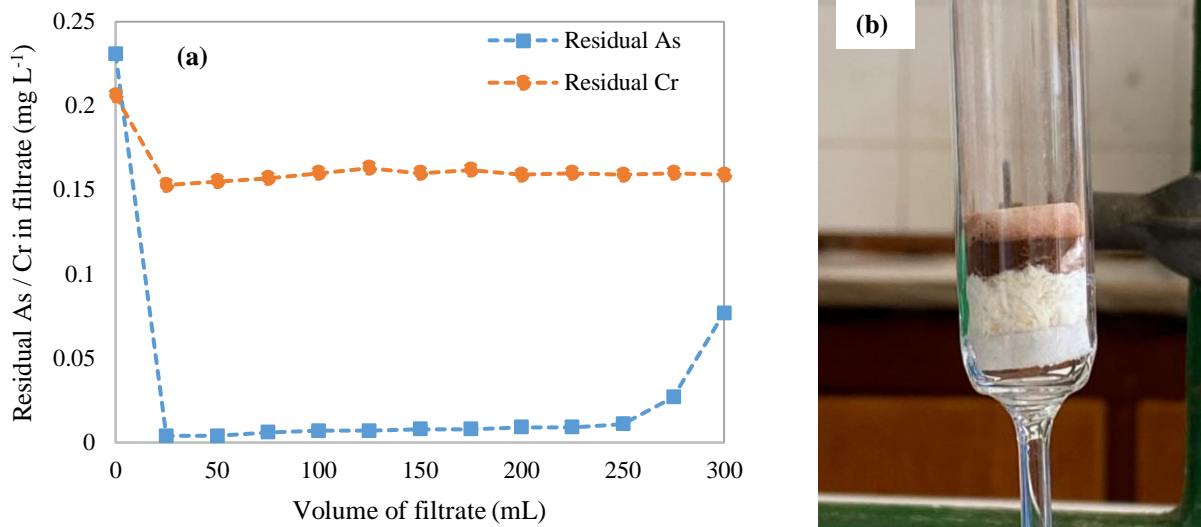 (a)
Residual As
Residual Cr
Residual As / Cr in filtrate (mg L⁻¹)
0.25
0.2
0.15
0.1
0.05
0
0 50 100 150 200 250 300
Volume of filtrate (mL)
(b)